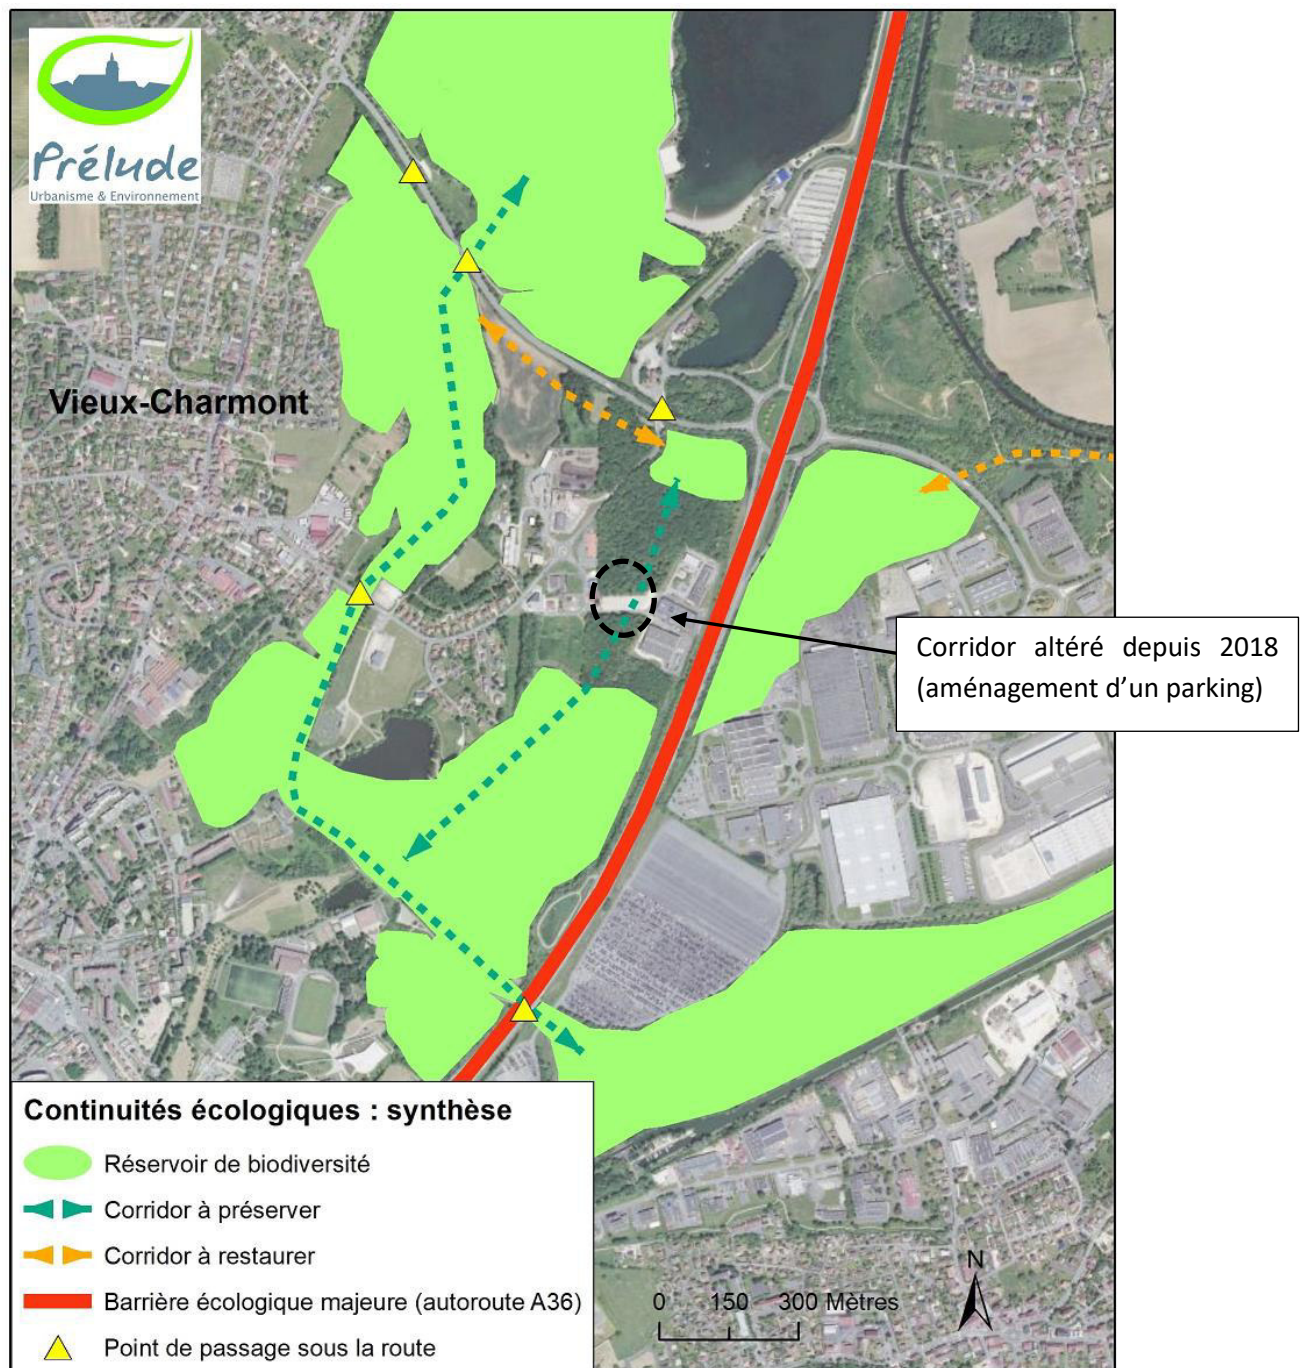 Prélude
Urbanisme & Environnement
Vieux-Charmont
Corridor altéré depuis 2018
(aménagement d’un parking)
Continuités écologiques : synthèse
Réservoir de biodiversité
Corridor à préserver
Corridor à restaurer
Barrière écologique majeure (autoroute A36)
Point de passage sous la route
N
0 150 300 Mètres